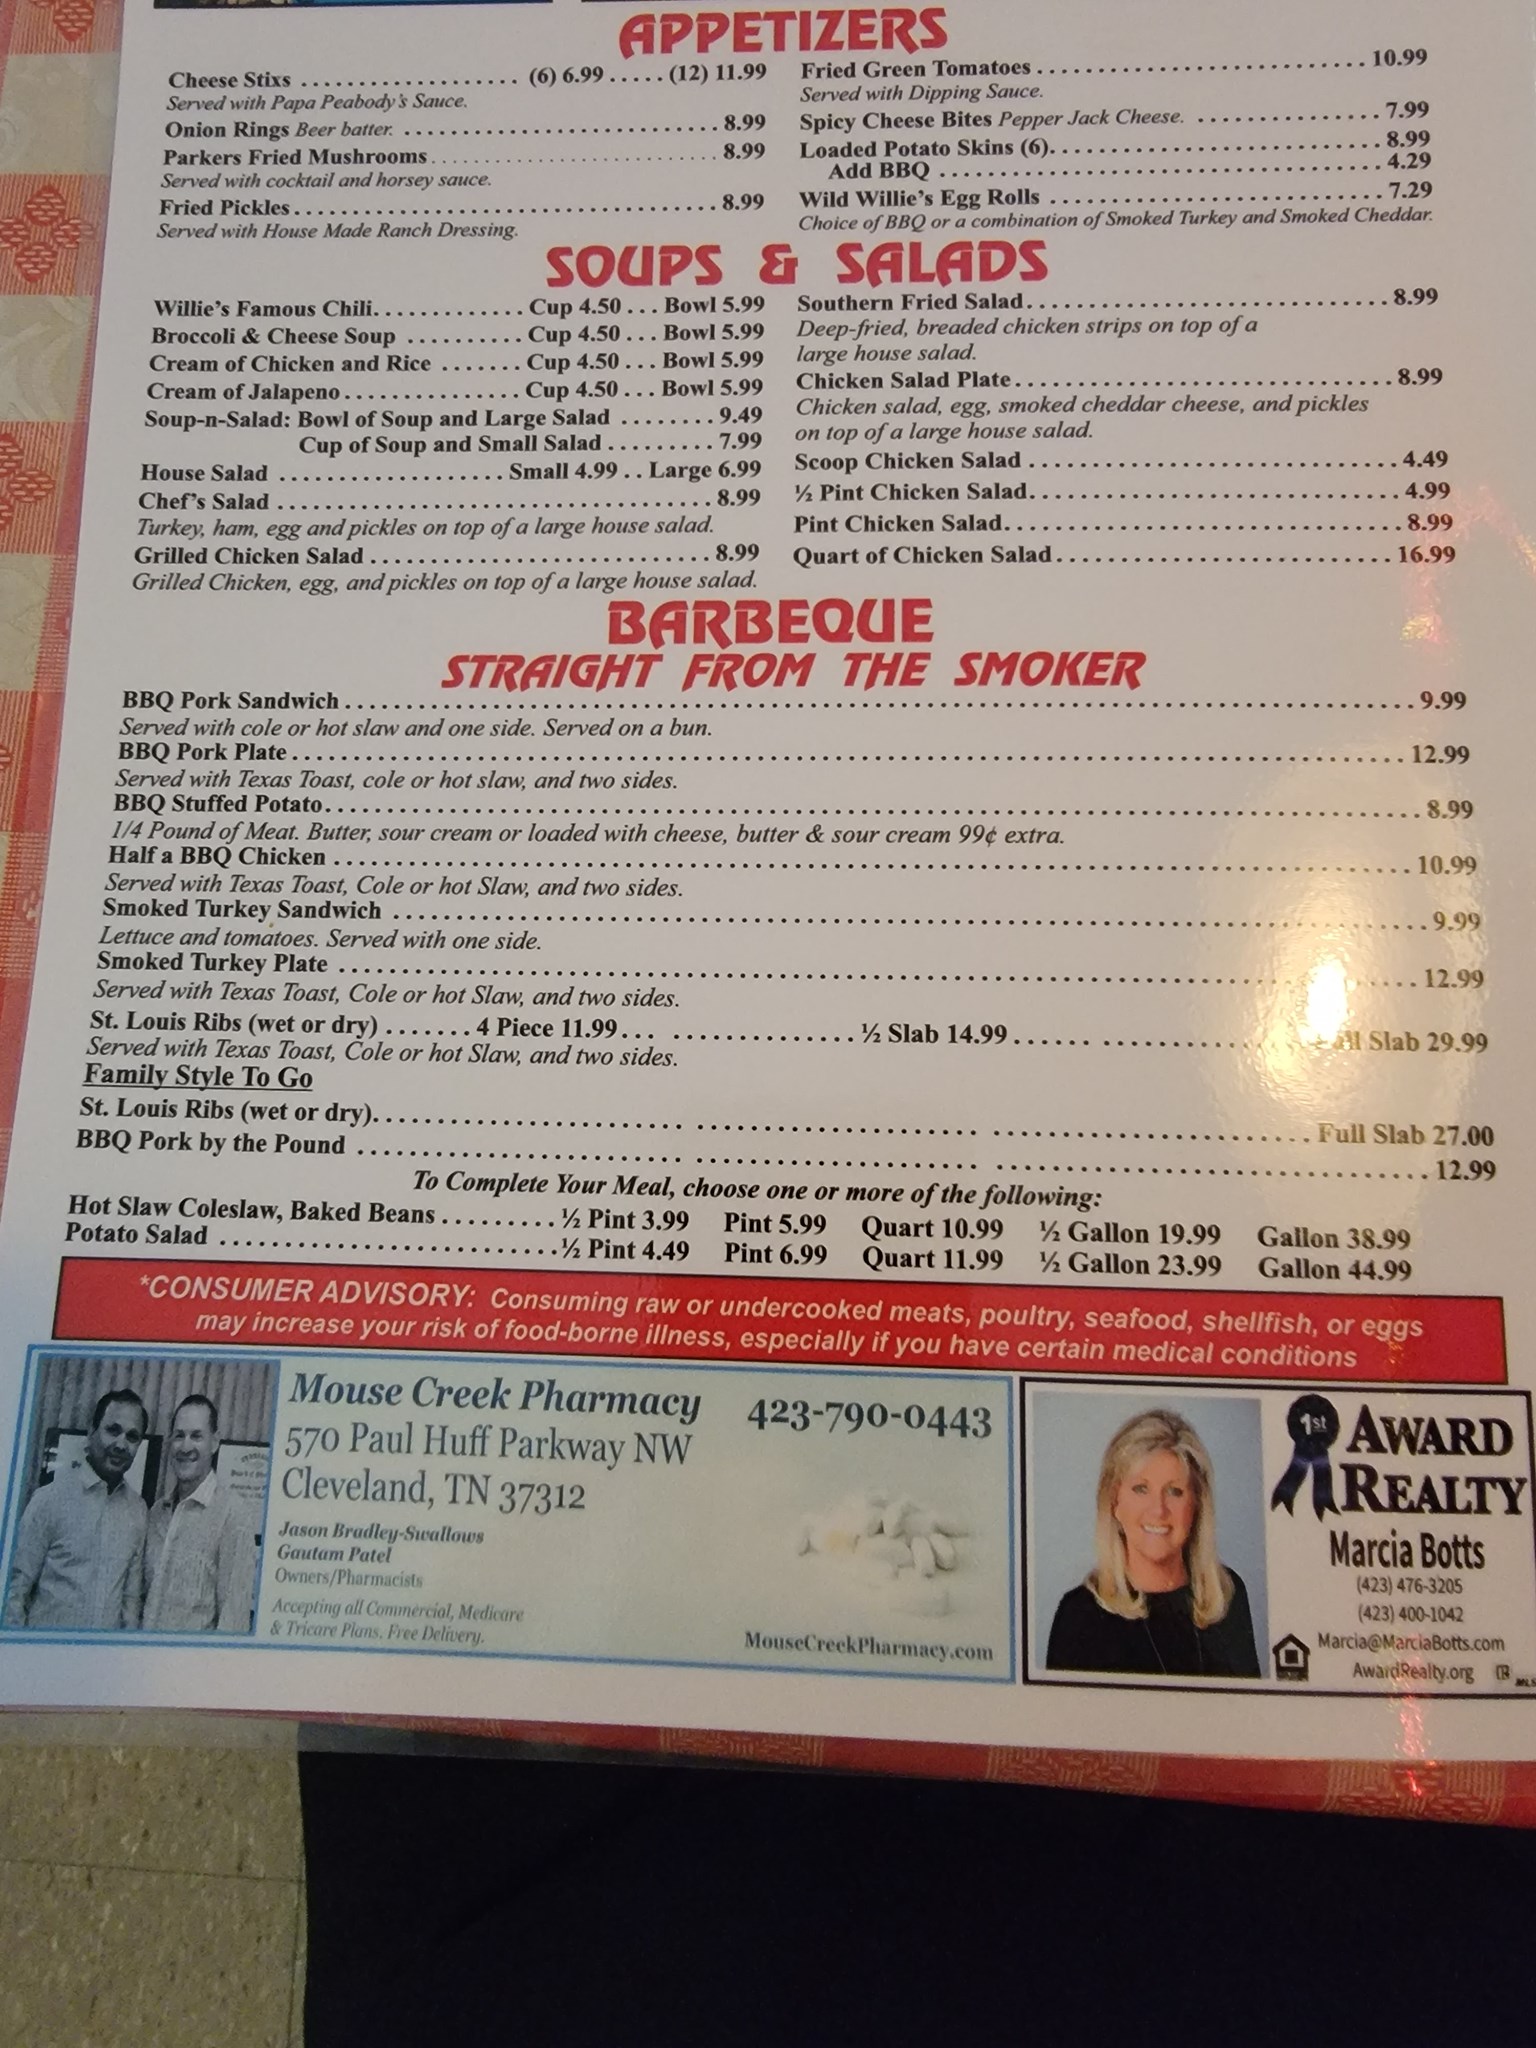 APPETIZERS
Cheese Stixs .................. (6) 6.99 ..... (12) 11.99
Served with Papa Peabody's Sauce.
Onion Rings Beer batter. .............................. 8.99
Parkers Fried Mushrooms .............................. 8.99
Served with cocktail and horsey sauce.
Fried Pickles .............................. 8.99
Served with House Made Ranch Dressing.
Fried Green Tomatoes .............................. 10.99
Served with Dipping Sauce.
Spicy Cheese Bites Pepper Jack Cheese. ............... 7.99
Loaded Potato Skins (6) .............................. 8.99
Add BBQ .............................. 4.29
Wild Willie's Egg Rolls .............................. 7.29
Choice of BBQ or a combination of Smoked Turkey and Smoked Cheddar.
SOUPS & SALADS
Willie's Famous Chili ............ Cup 4.50 ... Bowl 5.99
Broccoli & Cheese Soup .......... Cup 4.50 ... Bowl 5.99
Cream of Chicken and Rice ....... Cup 4.50 ... Bowl 5.99
Cream of Jalapeno ............... Cup 4.50 ... Bowl 5.99
Soup-n-Salad: Bowl of Soup and Large Salad ........ 9.49
Cup of Soup and Small Salad .......... 7.99
House Salad .................. Small 4.99 .. Large 6.99
Chef's Salad .............................. 8.99
Turkey, ham, egg and pickles on top of a large house salad.
Grilled Chicken Salad .............................. 8.99
Grilled Chicken, egg, and pickles on top of a large house salad.
Southern Fried Salad .............................. 8.99
Deep-fried, breaded chicken strips on top of a
large house salad.
Chicken Salad Plate .............................. 8.99
Chicken salad, egg, smoked cheddar cheese, and pickles
on top of a large house salad.
Scoop Chicken Salad .............................. 4.49
½ Pint Chicken Salad .............................. 4.99
Pint Chicken Salad .............................. 8.99
Quart of Chicken Salad .............................. 16.99
BARBEQUE
STRAIGHT FROM THE SMOKER
BBQ Pork Sandwich .............................. 9.99
Served with cole or hot slaw and one side. Served on a bun.
BBQ Pork Plate .............................. 12.99
Served with Texas Toast, cole or hot slaw, and two sides.
BBQ Stuffed Potato .............................. 8.99
1/4 Pound of Meat. Butter, sour cream or loaded with cheese, butter & sour cream 99¢ extra.
Half a BBQ Chicken .............................. 10.99
Served with Texas Toast, Cole or hot Slaw, and two sides.
Smoked Turkey Sandwich .............................. 9.99
Lettuce and tomatoes. Served with one side.
Smoked Turkey Plate .............................. 12.99
Served with Texas Toast, Cole or hot Slaw, and two sides.
St. Louis Ribs (wet or dry) ....... 4 Piece 11.99 ... .............. ½ Slab 14.99 ...... .............. Full Slab 29.99
Served with Texas Toast, Cole or hot Slaw, and two sides.
Family Style To Go
St. Louis Ribs (wet or dry) .............................. Full Slab 27.00
BBQ Pork by the Pound .............................. 12.99
To Complete Your Meal, choose one or more of the following:
Hot Slaw Coleslaw, Baked Beans ......... ½ Pint 3.99 Pint 5.99 Quart 10.99 ½ Gallon 19.99 Gallon 38.99
Potato Salad .......................... ½ Pint 4.49 Pint 6.99 Quart 11.99 ½ Gallon 23.99 Gallon 44.99
*CONSUMER ADVISORY: Consuming raw or undercooked meats, poultry, seafood, shellfish, or eggs
may increase your risk of food-borne illness, especially if you have certain medical conditions
Mouse Creek Pharmacy 423-790-0443
570 Paul Huff Parkway NW
Cleveland, TN 37312
Jason Bradley-Swallows
Gautam Patel
Owners/Pharmacists
Accepting all Commercial, Medicare
& Tricare Plans. Free Delivery.
MouseCreekPharmacy.com
1st
AWARD
REALTY
Marcia Botts
(423) 476-3205
(423) 400-1042
Marcia@MarciaBotts.com
AwardRealty.org
R MLS